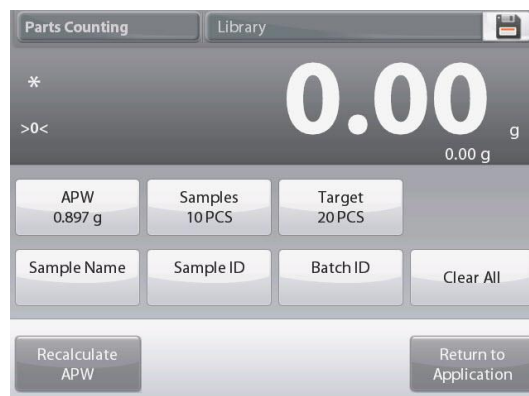 Parts Counting
Library
*
0.00
>0<
g
0.00 g
APW
0.897 g
Samples
10 PCS
Target
20 PCS
Sample Name
Sample ID
Batch ID
Clear All
Recalculate
APW
Return to
Application